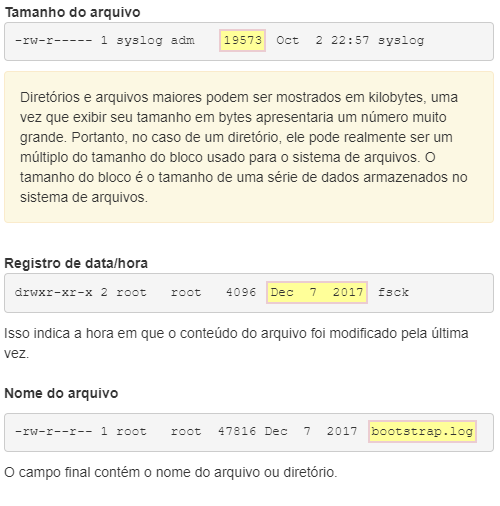 Tamanho do arquivo
-rw-r----- 1 syslog adm 19573 Oct 2 22:57 syslog
Diretórios e arquivos maiores podem ser mostrados em kilobytes, uma
vez que exibir seu tamanho em bytes apresentaria um número muito
grande. Portanto, no caso de um diretório, ele pode realmente ser um
múltiplo do tamanho do bloco usado para o sistema de arquivos. O
tamanho do bloco é o tamanho de uma série de dados armazenados no
sistema de arquivos.
Registro de data/hora
drwxr-xr-x 2 root root 4096 Dec 7 2017 fsck
Isso indica a hora em que o conteúdo do arquivo foi modificado pela última
vez.
Nome do arquivo
-rw-r--r-- 1 root root 47816 Dec 7 2017 bootstrap.log
O campo final contém o nome do arquivo ou diretório.